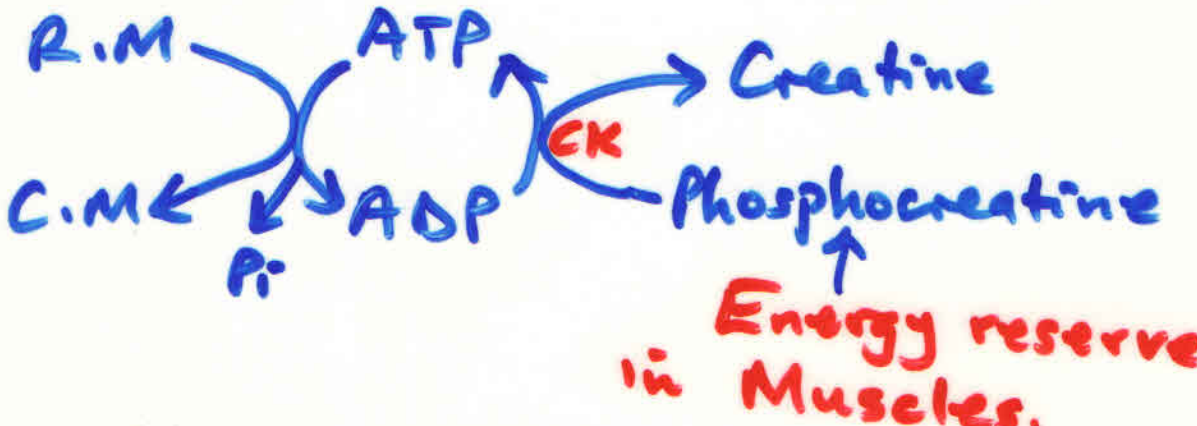 R.M ATP Creatine
CK
C.M ADP Phosphocreatine
Pi
Energy reserve
in Muscles.